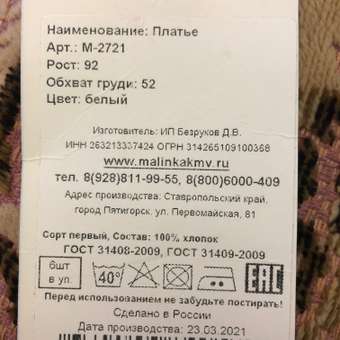 Наименование: Платье
Арт.: М-2721
Рост: 92
Обхват груди: 52
Цвет: белый
Изготовитель: ИП Безруков Д.В.
ИНН 263213337424 ОГРН 314265109100368
www.malinkakmv.ru
тел. 8(928)811-99-55, 8(800)6000-409
Адрес производства: Ставропольский край,
город Пятигорск, ул. Первомайская, 81
Сорт первый, Состав: 100% хлопок
ГОСТ 31408-2009, ГОСТ 31409-2009
6шт
в уп.
40°
EAC
Перед использованием не забудьте постирать!
Сделано в России
Дата производства: 23.03.2021